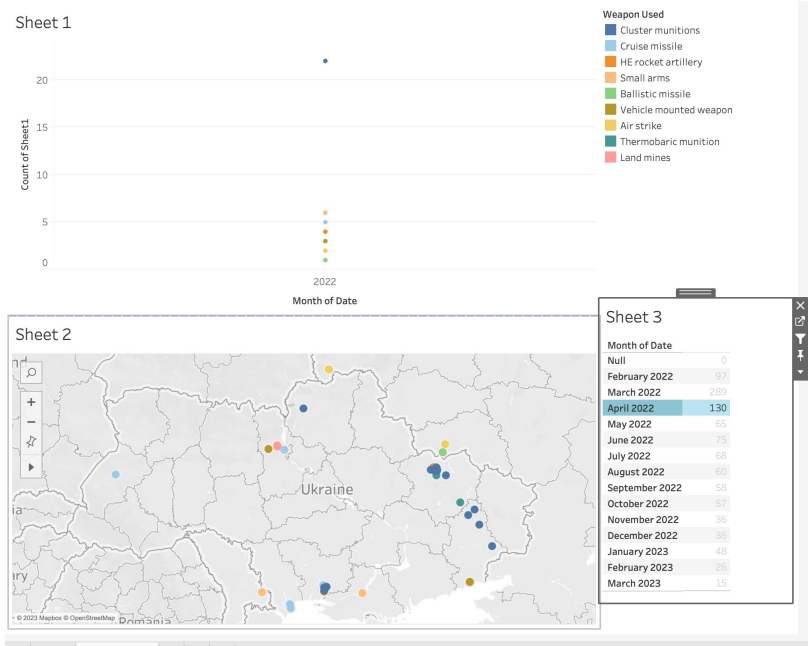 Sheet 1
20
15
10
5
0
Count of Sheet1
2022
Month of Date
Weapon Used
Cluster munitions
Cruise missile
HE rocket artillery
Small arms
Ballistic missile
Vehicle mounted weapon
Air strike
Thermobaric munition
Land mines
Sheet 2
nd
Ukraine
ia
ry
Romania
© 2023 Mapbox © OpenStreetMap
Sheet 3
Month of Date
Null 0
February 2022 97
March 2022 289
April 2022 130
May 2022 65
June 2022 75
July 2022 68
August 2022 60
September 2022 58
October 2022 57
November 2022 36
December 2022 36
January 2023 48
February 2023 26
March 2023 15